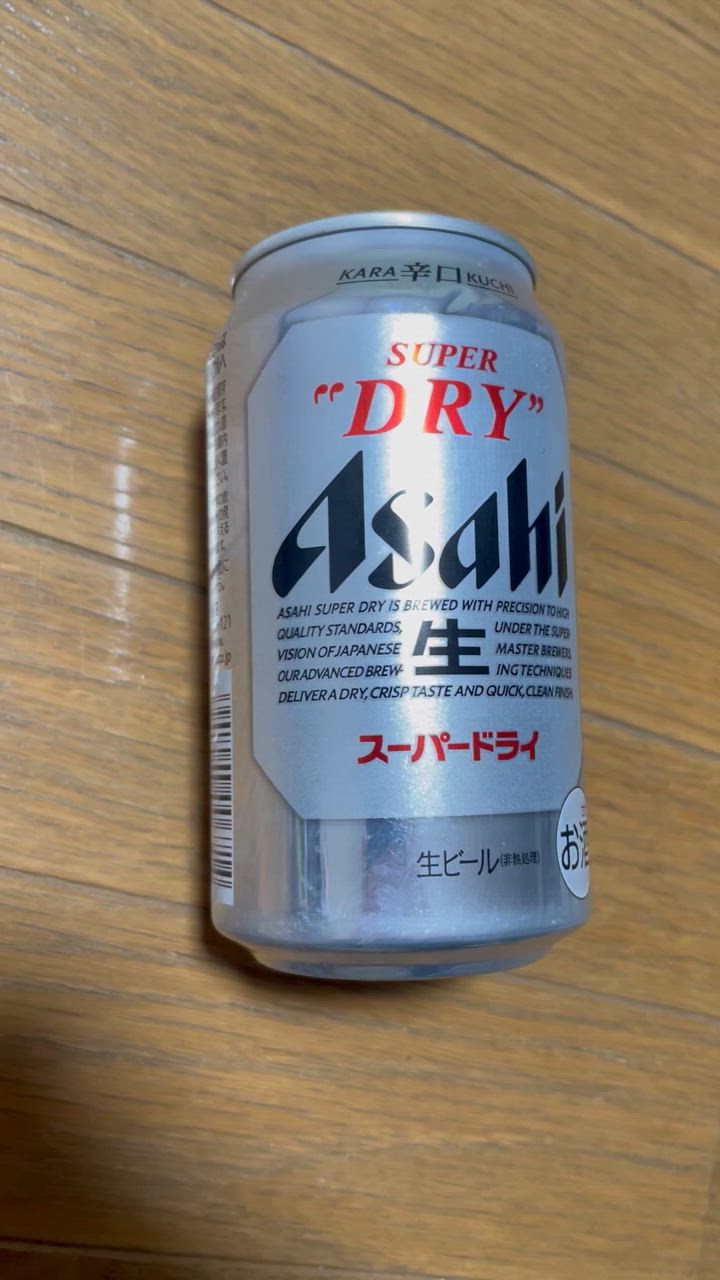 KARA 辛口 KUCHI
SUPER
"DRY"
Asahi
ASAHI SUPER DRY IS BREWED WITH PRECISION TO HIGH
QUALITY STANDARDS, UNDER THE SUPER-
VISION OF JAPANESE MASTER BREWERS.
OUR ADVANCED BREW- ING TECHNIQUES
DELIVER A DRY, CRISP TASTE AND QUICK, CLEAN FINISH.
生
スーパードライ
生ビール(非熱処理)
お酒